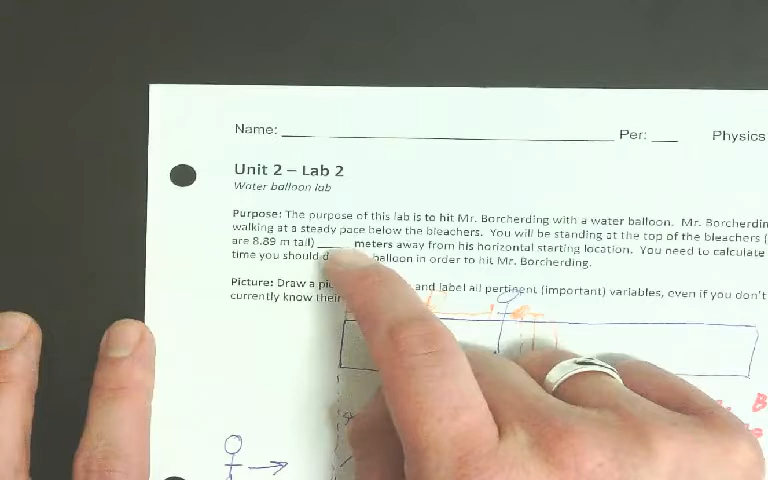 Name: ____ Per: ____ Physics
Unit 2 – Lab 2
Water balloon lab
Purpose: The purpose of this lab is to hit Mr. Borcherding with a water balloon. Mr. Borcherdin
walking at a steady pace below the bleachers. You will be standing at the top of the bleachers (
are 8.89 m tall) ____ meters away from his horizontal starting location. You need to calculate
time you should balloon in order to hit Mr. Borcherding.
Picture: Draw a and label all pertinent (important) variables, even if you don't
currently know their